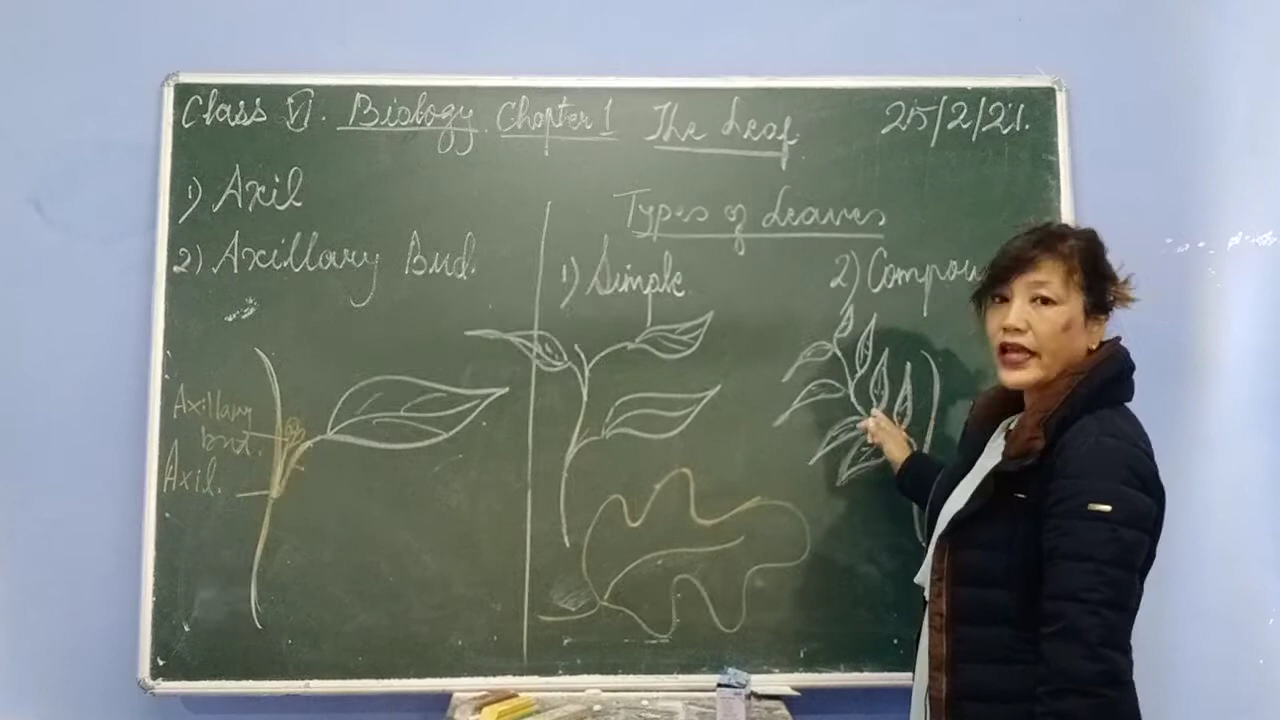 Class VI. Biology Chapter 1 The Leaf 25/2/21.
1) Axil
2) Axillary Bud.
Types of Leaves
1) Simple
2) Compou
Axillary
bud.
Axil.